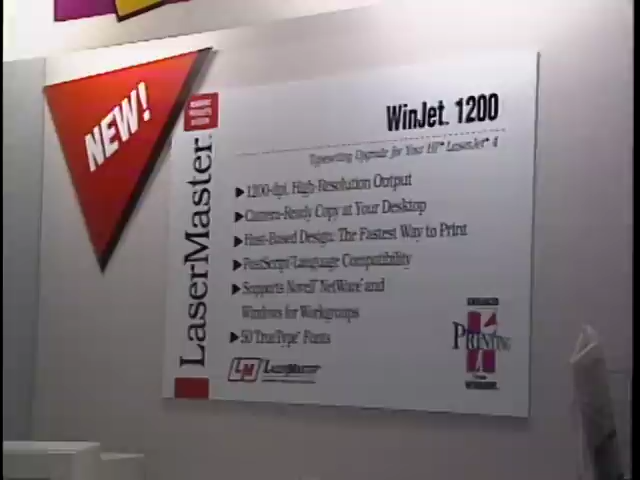 NEW!
LaserMaster.
WinJet. 1200
Typesetting Upgrade for Your HP LaserJet 4
1200-dpi, High-Resolution Output
Camera-Ready Copy at Your Desktop
Host-Based Design: The Fastest Way to Print
PostScript Language Compatibility
Supports Novell NetWare and
Windows for Workgroups
50 TrueType Fonts
LM LASERMASTER
PRINTING